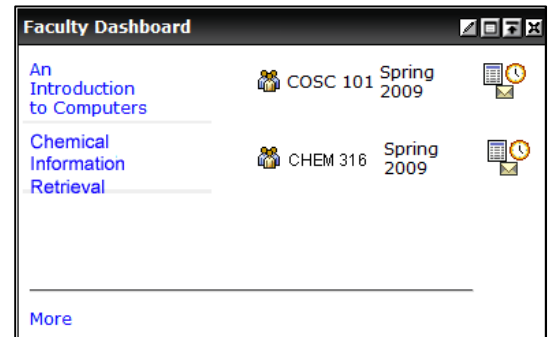 Faculty Dashboard
An
Introduction
to Computers
COSC 101
Spring
2009
Chemical
Information
Retrieval
CHEM 316
Spring
2009
More